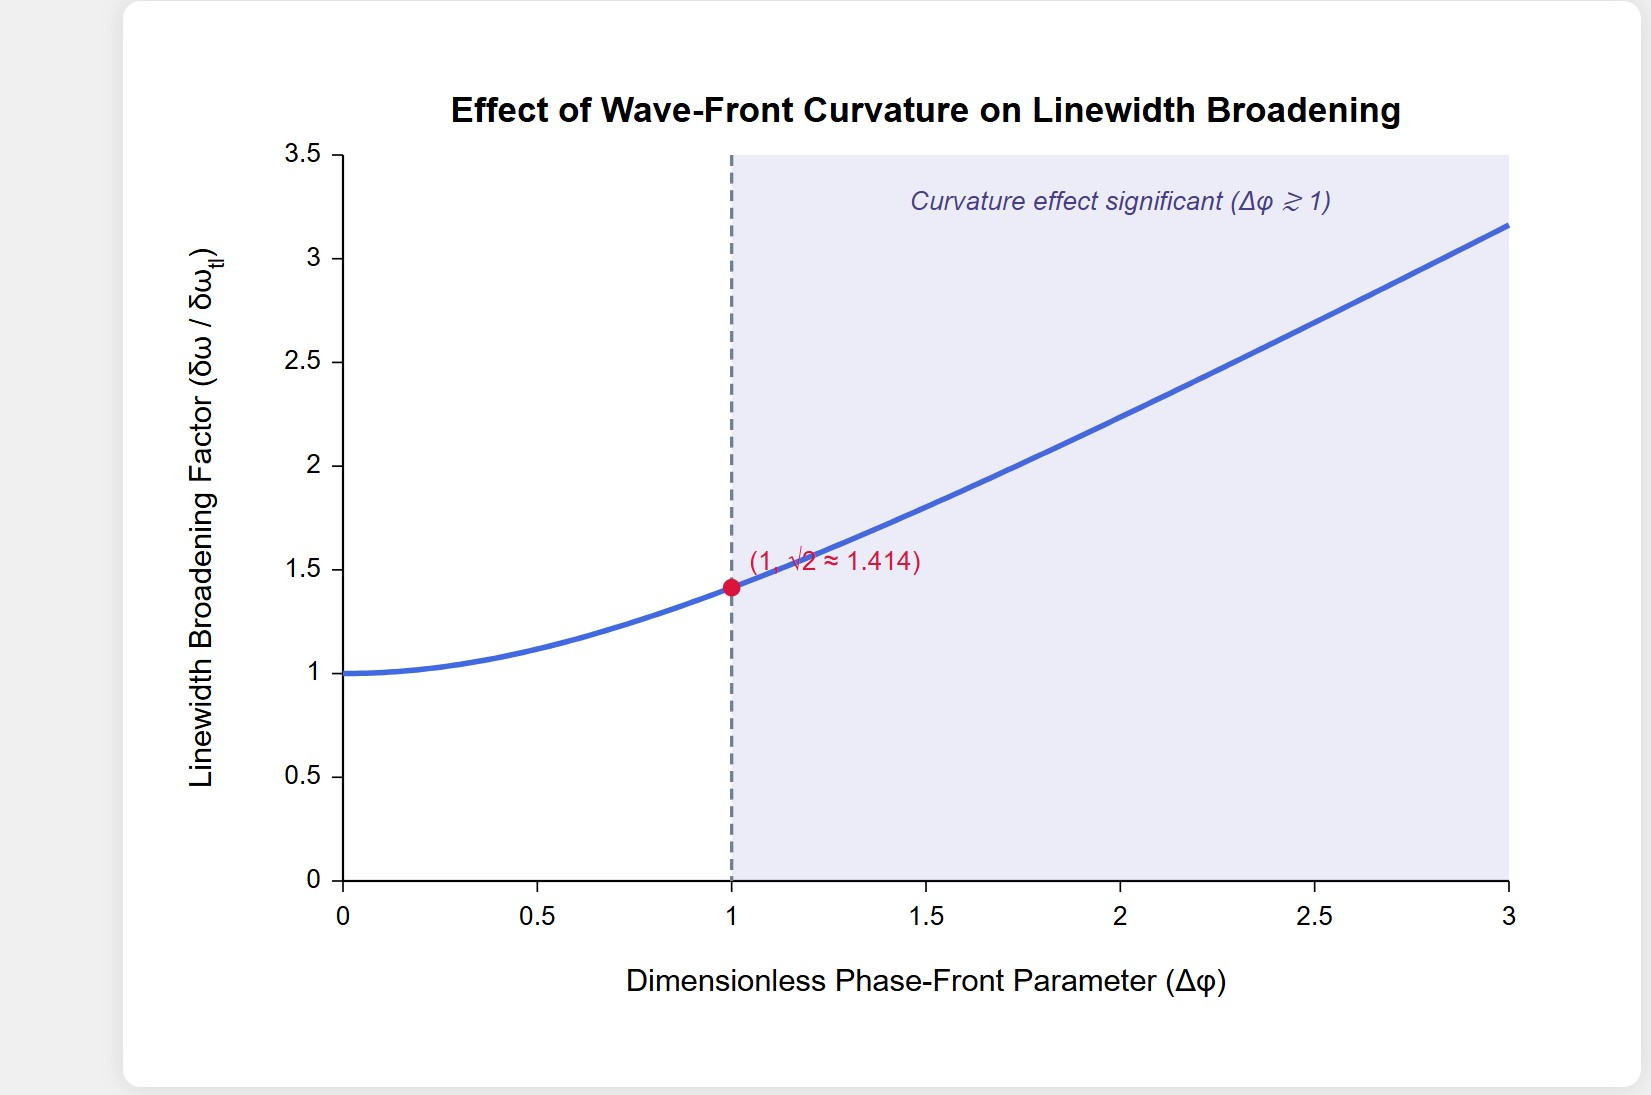 Effect of Wave-Front Curvature on Linewidth Broadening
3.5
3
2.5
2
1.5
1
0.5
0
Linewidth Broadening Factor (δω / δωtl)
Curvature effect significant (Δφ ≳ 1)
(1, √2 ≈ 1.414)
0 0.5 1 1.5 2 2.5 3
Dimensionless Phase-Front Parameter (Δφ)